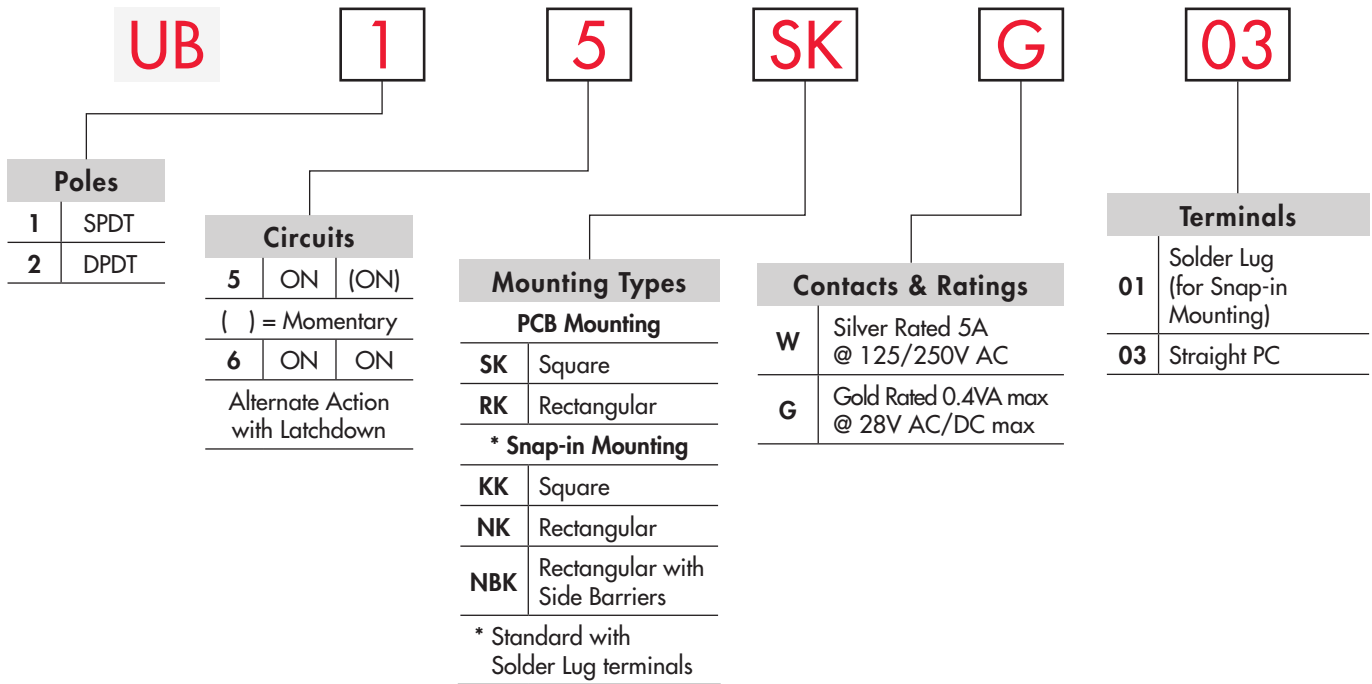 UB 1 5 SK G 03
Poles
1 SPDT
2 DPDT
Circuits
5 ON (ON)
( ) = Momentary
6 ON ON
Alternate Action
with Latchdown
Mounting Types
PCB Mounting
SK Square
RK Rectangular
* Snap-in Mounting
KK Square
NK Rectangular
NBK Rectangular with
Side Barriers
* Standard with
Solder Lug terminals
Contacts & Ratings
W Silver Rated 5A
@ 125/250V AC
G Gold Rated 0.4VA max
@ 28V AC/DC max
Terminals
01 Solder Lug
(for Snap-in
Mounting)
03 Straight PC